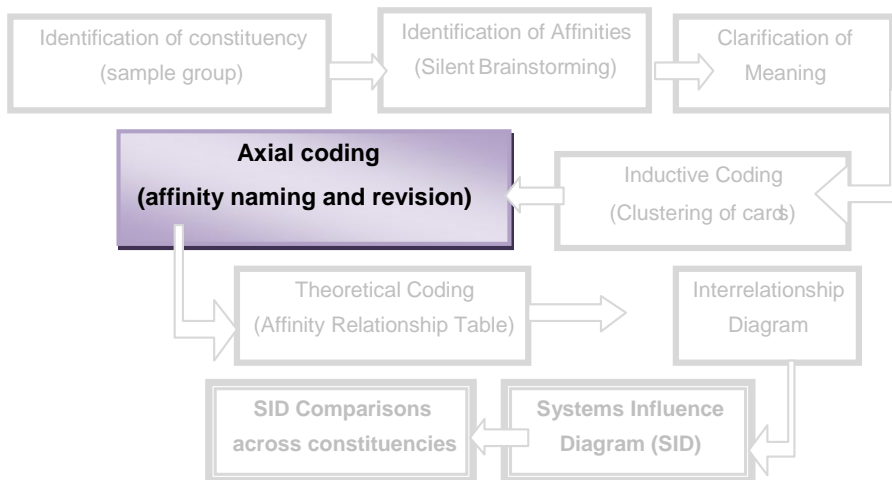 Identification of constituency
(sample group)
Identification of Affinities
(Silent Brainstorming)
Clarification of
Meaning
Axial coding
(affinity naming and revision)
Inductive Coding
(Clustering of cards)
Theoretical Coding
(Affinity Relationship Table)
Interrelationship
Diagram
SID Comparisons
across constituencies
Systems Influence
Diagram (SID)